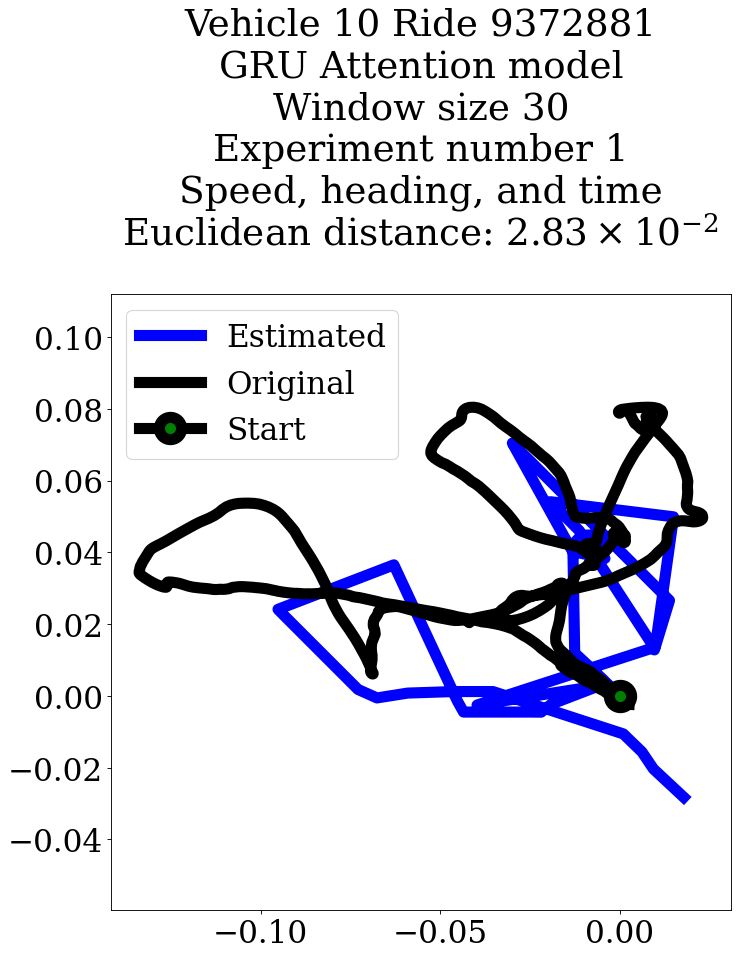 Vehicle 10 Ride 9372881
GRU Attention model
Window size 30
Experiment number 1
Speed, heading, and time
Euclidean distance: 2.83 × 10⁻²
Estimated
Original
Start
0.10
0.08
0.06
0.04
0.02
0.00
−0.02
−0.04
−0.10
−0.05
0.00